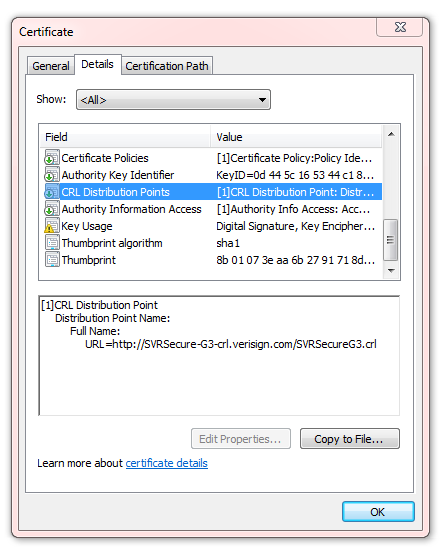 Certificate
General Details Certification Path
Show: <All>
Field Value
Certificate Policies [1]Certificate Policy:Policy Ide...
Authority Key Identifier KeyID=0d 44 5c 16 53 44 c1 8...
CRL Distribution Points [1]CRL Distribution Point: Distr...
Authority Information Access [1]Authority Info Access: Acc...
Key Usage Digital Signature, Key Encipher...
Thumbprint algorithm sha1
Thumbprint 8b 01 07 3e aa 6b 27 91 71 8d...
[1]CRL Distribution Point
Distribution Point Name:
Full Name:
URL=http://SVRSecure-G3-crl.verisign.com/SVRSecureG3.crl
Edit Properties... Copy to File...
Learn more about certificate details
OK